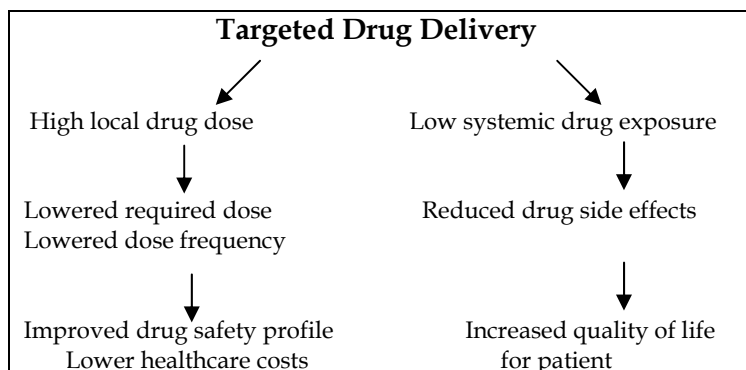 Targeted Drug Delivery
High local drug dose
Low systemic drug exposure
Lowered required dose
Lowered dose frequency
Reduced drug side effects
Improved drug safety profile
Lower healthcare costs
Increased quality of life
for patient